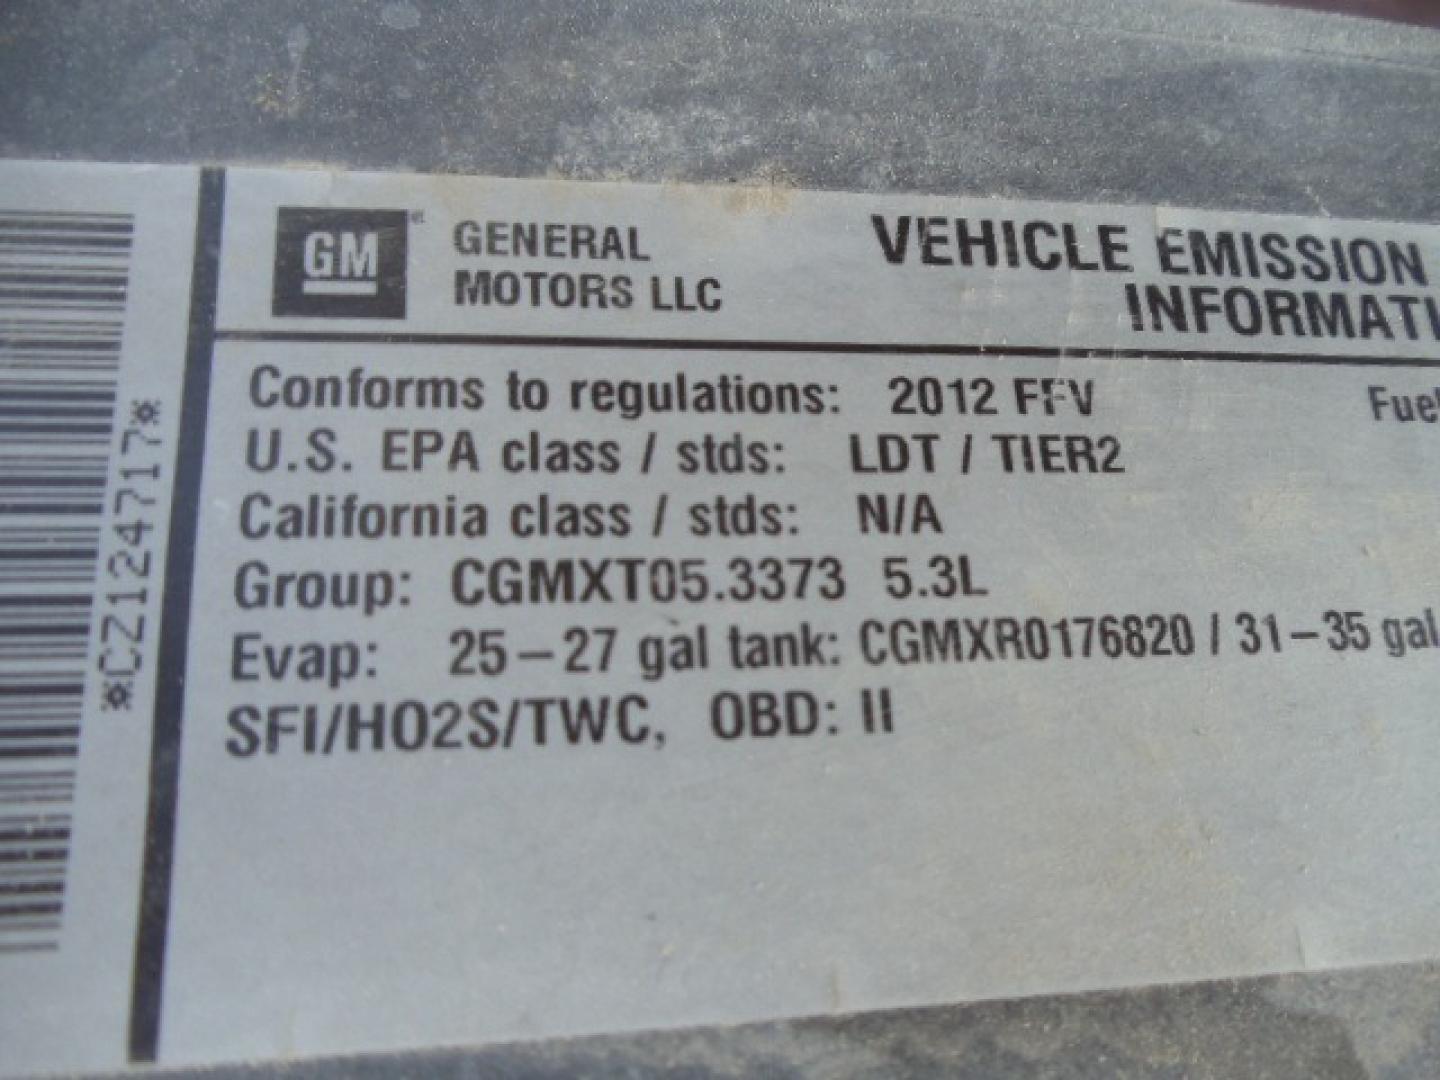 *CZ124717*
GM
GENERAL
MOTORS LLC
VEHICLE EMISSION
INFORMATI
Conforms to regulations: 2012 FFV
Fuel
U.S. EPA class / stds: LDT / TIER2
California class / stds: N/A
Group: CGMXT05.3373 5.3L
Evap: 25-27 gal tank: CGMXR0176820 / 31-35 gal
SFI/HO2S/TWC, OBD: II